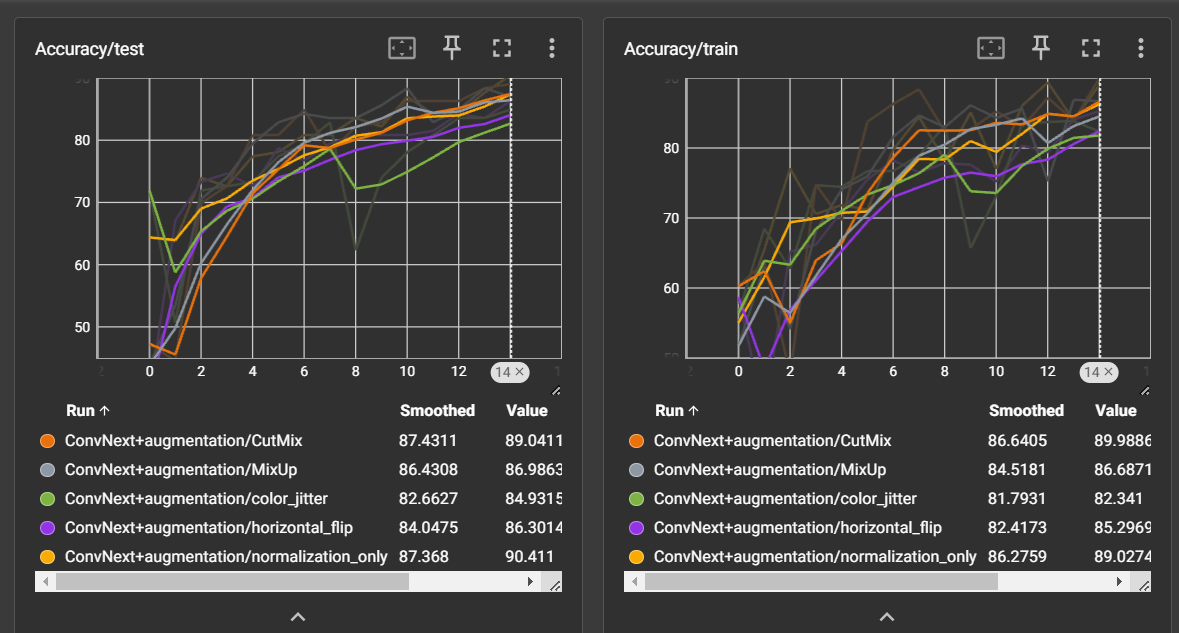 Accuracy/test
90
80
70
60
50
0 2 4 6 8 10 12 14 ×
Run ↑ Smoothed Value
ConvNext+augmentation/CutMix 87.4311 89.0411
ConvNext+augmentation/MixUp 86.4308 86.9863
ConvNext+augmentation/color_jitter 82.6627 84.9315
ConvNext+augmentation/horizontal_flip 84.0475 86.3014
ConvNext+augmentation/normalization_only 87.368 90.411
Accuracy/train
90
80
70
60
50
0 2 4 6 8 10 12 14 ×
Run ↑ Smoothed Value
ConvNext+augmentation/CutMix 86.6405 89.9886
ConvNext+augmentation/MixUp 84.5181 86.6871
ConvNext+augmentation/color_jitter 81.7931 82.341
ConvNext+augmentation/horizontal_flip 82.4173 85.2969
ConvNext+augmentation/normalization_only 86.2759 89.0274